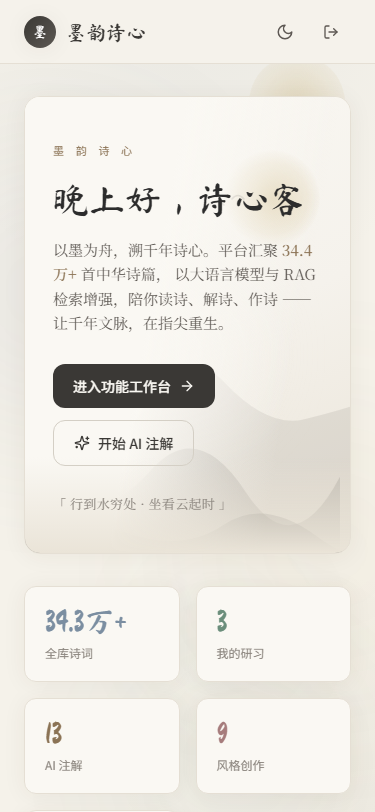 墨 墨韵诗心
墨 韵 诗 心
晚上好，诗心客
以墨为舟，溯千年诗心。平台汇聚 34.4
万+ 首中华诗篇， 以大语言模型与 RAG
检索增强，陪你读诗、解诗、作诗 ——
让千年文脉，在指尖重生。
进入功能工作台 →
开始 AI 注解
「 行到水穷处 · 坐看云起时 」
34.3万+
全库诗词
3
我的研习
13
AI 注解
9
风格创作